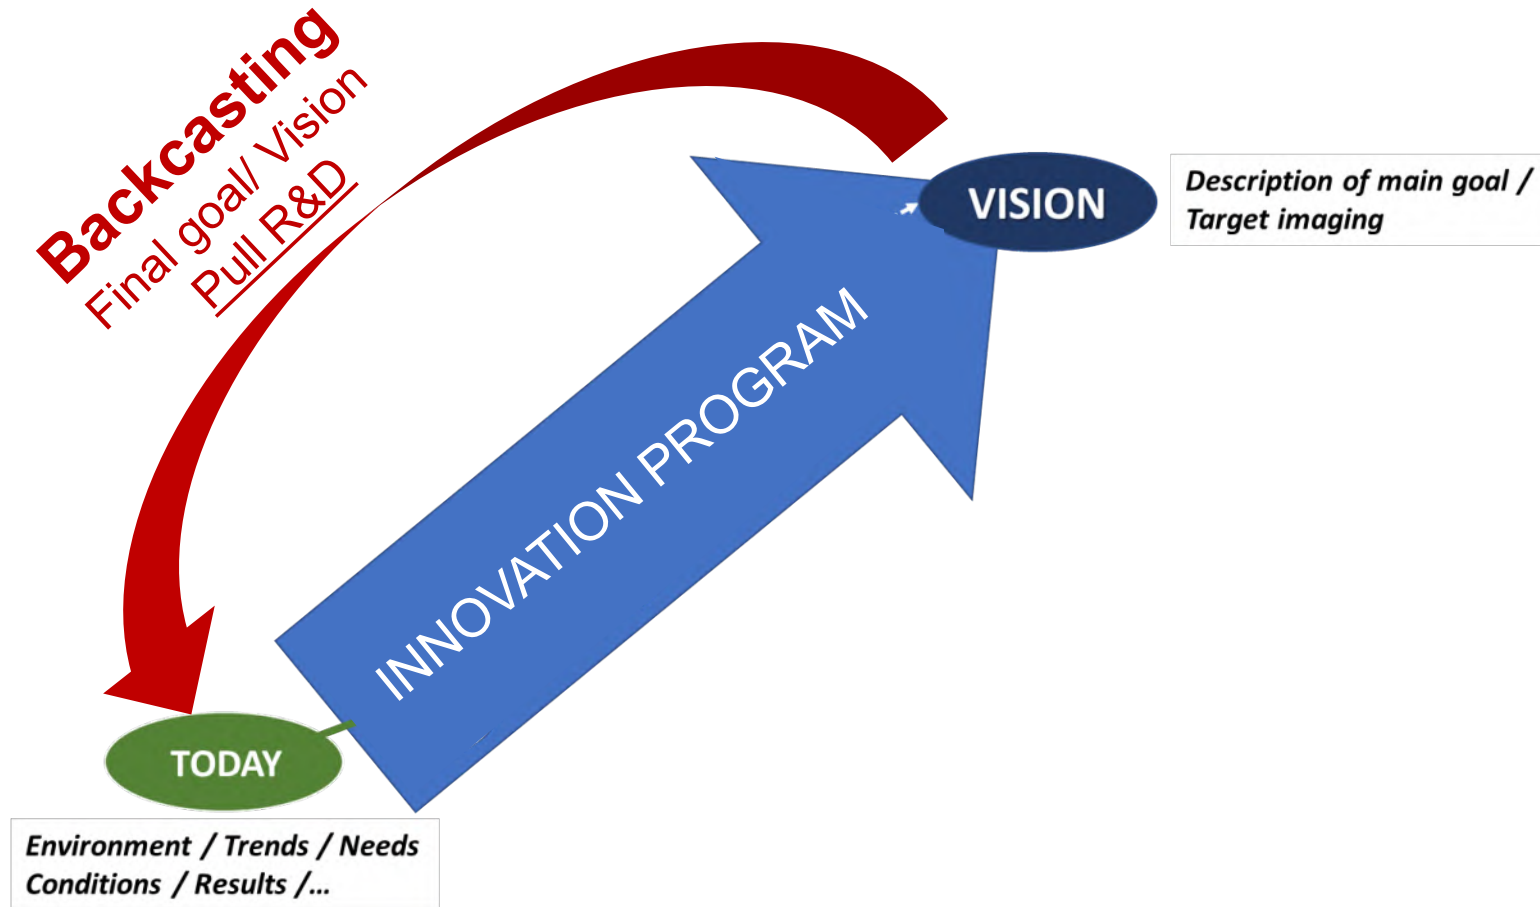 Backcasting
Final goal/ Vision
Pull R&D
VISION
Description of main goal /
Target imaging
INNOVATION PROGRAM
TODAY
Environment / Trends / Needs
Conditions / Results /...